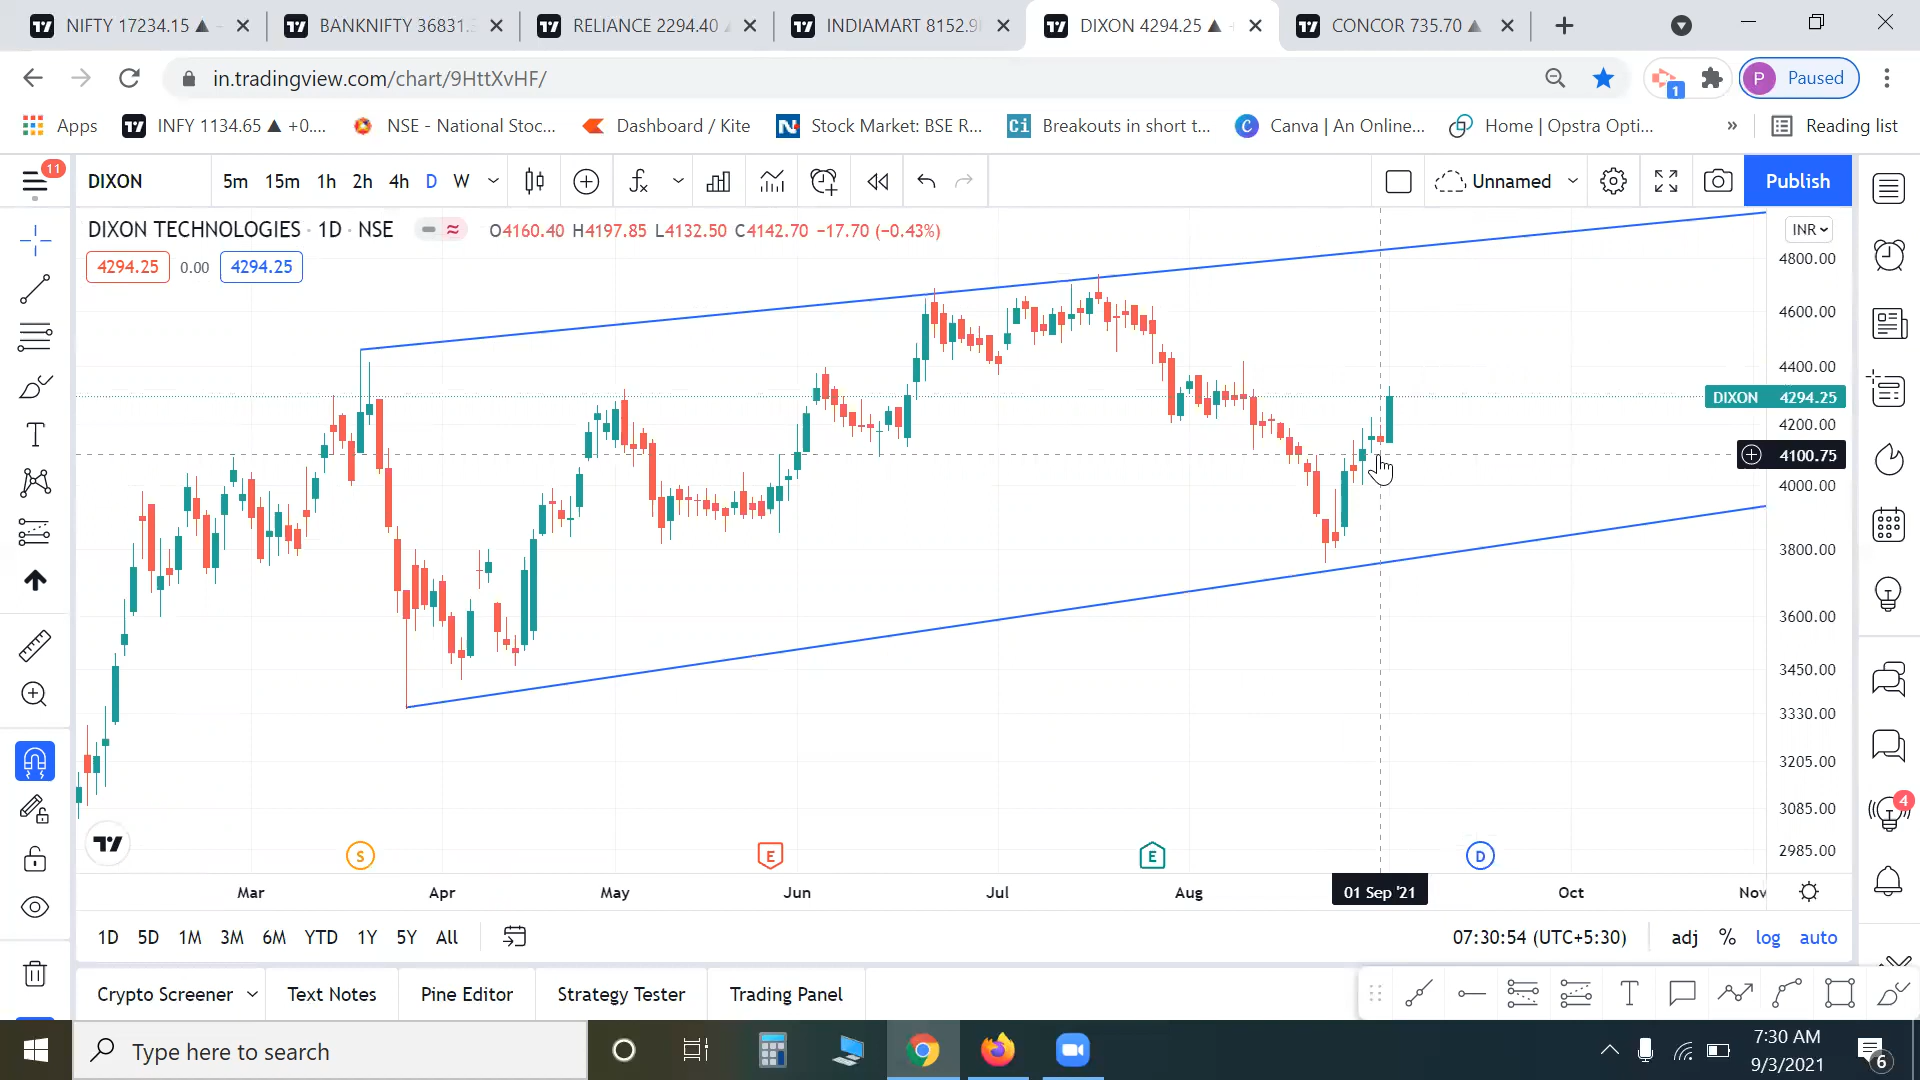 NIFTY 17234.15 ▲
BANKNIFTY 36831.
RELIANCE 2294.40
INDIAMART 8152.9
DIXON 4294.25 ▲
CONCOR 735.70 ▲
in.tradingview.com/chart/9HttXvHF/
1
P Paused
Apps
INFY 1134.65 ▲ +0....
NSE - National Stoc...
Dashboard / Kite
Stock Market: BSE R...
Breakouts in short t...
Canva | An Online...
Home | Opstra Opti...
»
Reading list
11
DIXON
5m 15m 1h 2h 4h D W
Unnamed
Publish
DIXON TECHNOLOGIES · 1D · NSE
O4160.40 H4197.85 L4132.50 C4142.70 −17.70 (−0.43%)
4294.25 0.00 4294.25
INR
4800.00
4600.00
4400.00
DIXON 4294.25
4200.00
4100.75
4000.00
3800.00
3600.00
3450.00
3330.00
3205.00
3085.00
2985.00
4
S E E D
Mar Apr May Jun Jul Aug 01 Sep '21 Oct Nov
1D 5D 1M 3M 6M YTD 1Y 5Y All
07:30:54 (UTC+5:30)
adj % log auto
Crypto Screener
Text Notes
Pine Editor
Strategy Tester
Trading Panel
Type here to search
7:30 AM
9/3/2021
6